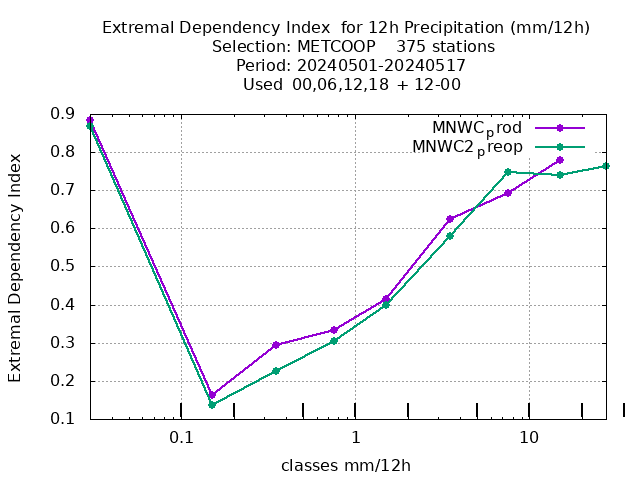 Extremal Dependency Index  for 12h Precipitation (mm/12h)
Selection: METCOOP    375 stations
Period: 20240501-20240517
Used  00,06,12,18  + 12-00
MNWCprod
MNWC2preop
0.9
0.8
0.7
0.6
0.5
0.4
0.3
0.2
0.1
Extremal Dependency Index
0.1 1 10
classes mm/12h